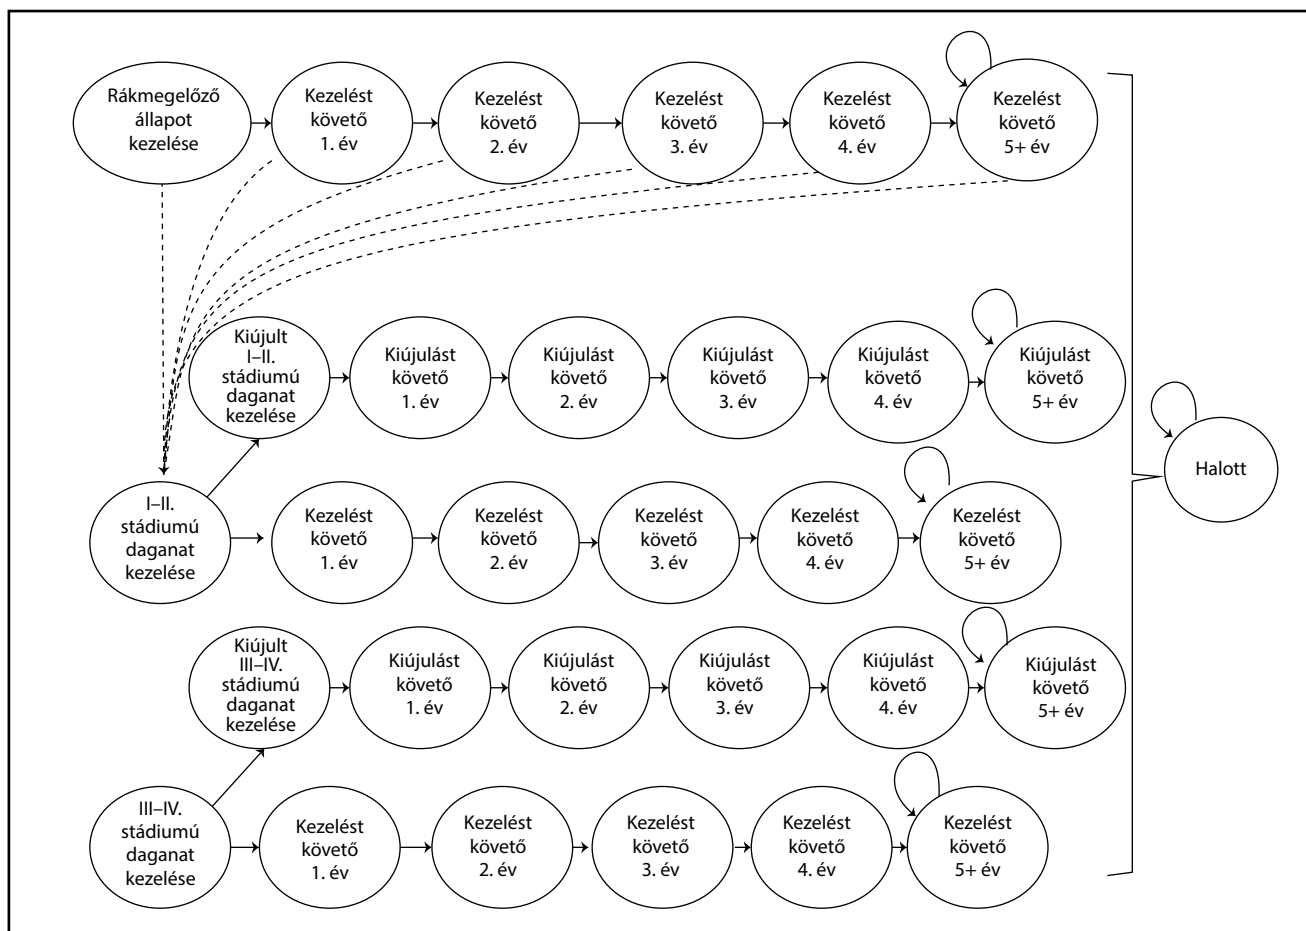 Rákmegelőző
állapot
kezelése
Kezelést
követő
1. év
Kezelést
követő
2. év
Kezelést
követő
3. év
Kezelést
követő
4. év
Kezelést
követő
5+ év
Kiújult
I–II.
stádiumú
daganat
kezelése
Kiújulást
követő
1. év
Kiújulást
követő
2. év
Kiújulást
követő
3. év
Kiújulást
követő
4. év
Kiújulást
követő
5+ év
Halott
I–II.
stádiumú
daganat
kezelése
Kezelést
követő
1. év
Kezelést
követő
2. év
Kezelést
követő
3. év
Kezelést
követő
4. év
Kezelést
követő
5+ év
Kiújult
III–IV.
stádiumú
daganat
kezelése
Kiújulást
követő
1. év
Kiújulást
követő
2. év
Kiújulást
követő
3. év
Kiújulást
követő
4. év
Kiújulást
követő
5+ év
III–IV.
stádiumú
daganat
kezelése
Kezelést
követő
1. év
Kezelést
követő
2. év
Kezelést
követő
3. év
Kezelést
követő
4. év
Kezelést
követő
5+ év